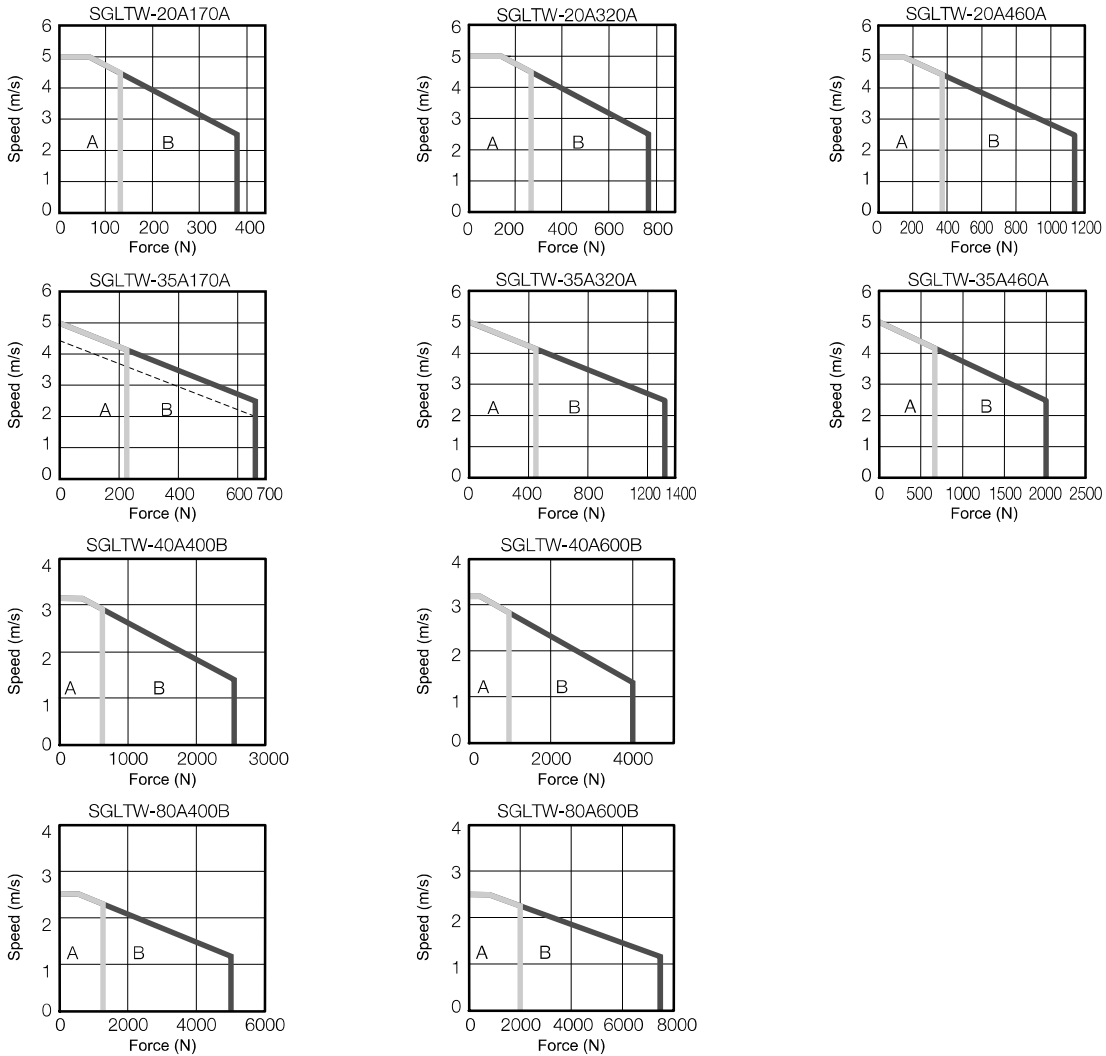 SGLTW-20A170A
6
5
4
3
2
1
0
Speed (m/s)
A
B
0 100 200 300 400
Force (N)
SGLTW-20A320A
6
5
4
3
2
1
0
Speed (m/s)
A
B
0 200 400 600 800
Force (N)
SGLTW-20A460A
6
5
4
3
2
1
0
Speed (m/s)
A
B
0 200 400 600 800 1000 1200
Force (N)
SGLTW-35A170A
6
5
4
3
2
1
0
Speed (m/s)
A
B
0 200 400 600 700
Force (N)
SGLTW-35A320A
6
5
4
3
2
1
0
Speed (m/s)
A
B
0 400 800 1200 1400
Force (N)
SGLTW-35A460A
6
5
4
3
2
1
0
Speed (m/s)
A
B
0 500 1000 1500 2000 2500
Force (N)
SGLTW-40A400B
4
3
2
1
0
Speed (m/s)
A
B
0 1000 2000 3000
Force (N)
SGLTW-40A600B
4
3
2
1
0
Speed (m/s)
A
B
0 2000 4000
Force (N)
SGLTW-80A400B
4
3
2
1
0
Speed (m/s)
A
B
0 2000 4000 6000
Force (N)
SGLTW-80A600B
4
3
2
1
0
Speed (m/s)
A
B
0 2000 4000 6000 8000
Force (N)